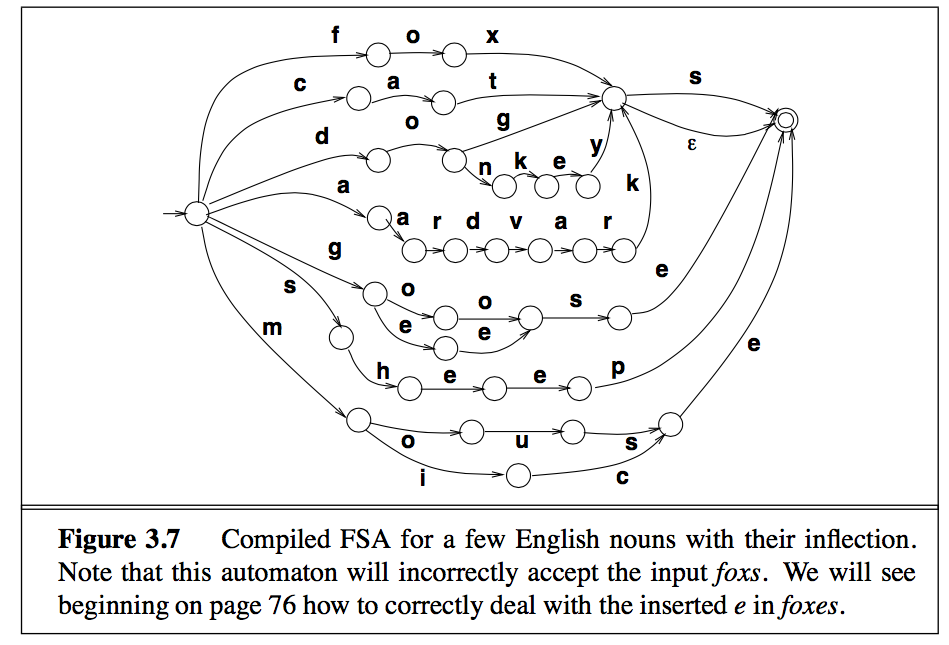 f o x
c a t s
d o g ε
n k e y
a a r d v a r k
g o o s e
e e
s h e e p
m o u s e
i c
Figure 3.7 Compiled FSA for a few English nouns with their inflection.
Note that this automaton will incorrectly accept the input foxs. We will see
beginning on page 76 how to correctly deal with the inserted e in foxes.